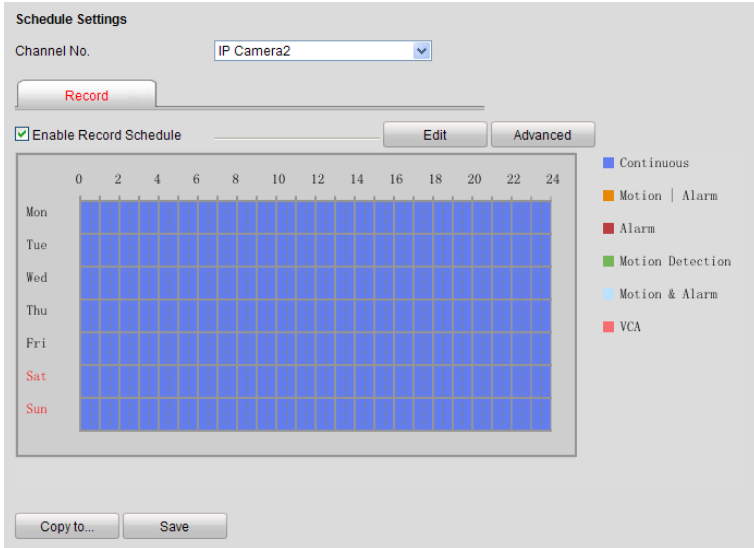 Schedule Settings
Channel No. IP Camera2
Record
Enable Record Schedule Edit Advanced
0 2 4 6 8 10 12 14 16 18 20 22 24
Mon
Tue
Wed
Thu
Fri
Sat
Sun
Continuous
Motion | Alarm
Alarm
Motion Detection
Motion & Alarm
VCA
Copy to... Save